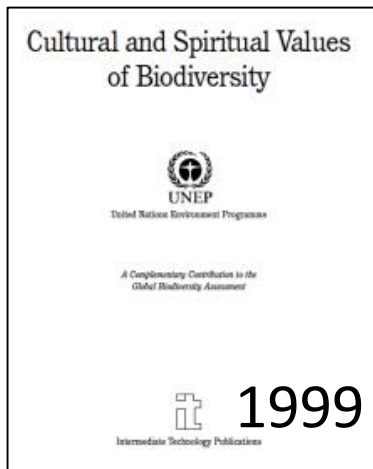 Cultural and Spiritual Values
of Biodiversity
UNEP
United Nations Environment Programme
A Complementary Contribution to the
Global Biodiversity Assessment
it
1999
Intermediate Technology Publications